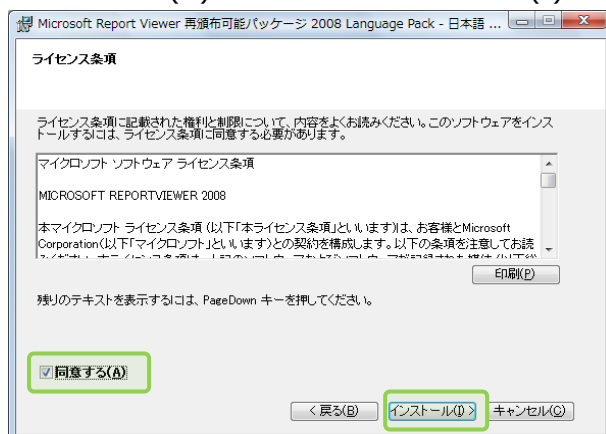 Microsoft Report Viewer 再頒布可能パッケージ 2008 Language Pack - 日本語 ...
ライセンス条項
ライセンス条項に記載された権利と制限について、内容をよくお読みください。このソフトウェアをインス
トールするには、ライセンス条項に同意する必要があります。
マイクロソフト ソフトウェア ライセンス条項
MICROSOFT REPORTVIEWER 2008
本マイクロソフト ライセンス条項 (以下「本ライセンス条項」といいます)は、お客様とMicrosoft
Corporation(以下「マイクロソフト」といいます)との契約を構成します。以下の条項を注意してお読
印刷(P)
残りのテキストを表示するには、PageDown キーを押してください。
同意する(A)
< 戻る(B)
インストール(I) >
キャンセル(C)